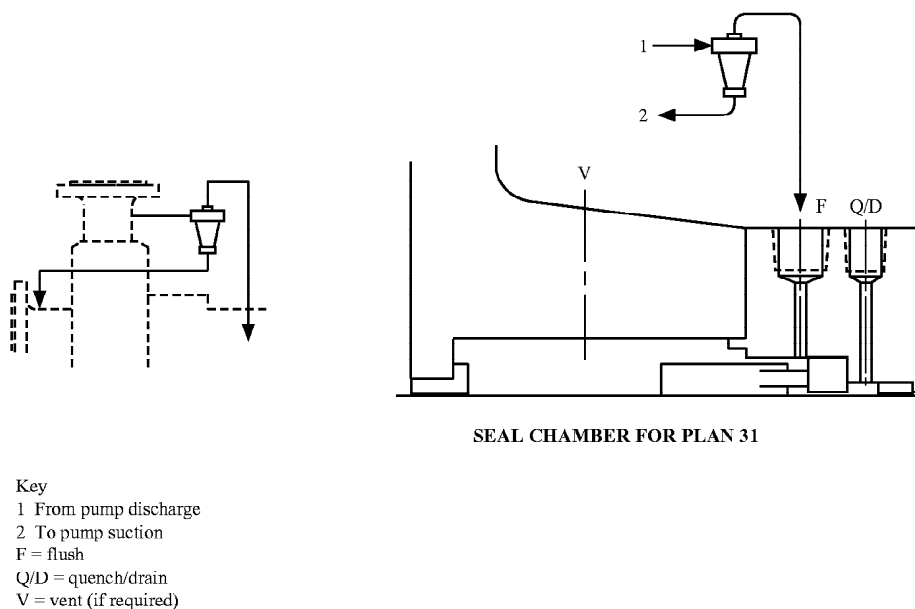 1
2
V
F Q/D
SEAL CHAMBER FOR PLAN 31
Key
1 From pump discharge
2 To pump suction
F = flush
Q/D = quench/drain
V = vent (if required)